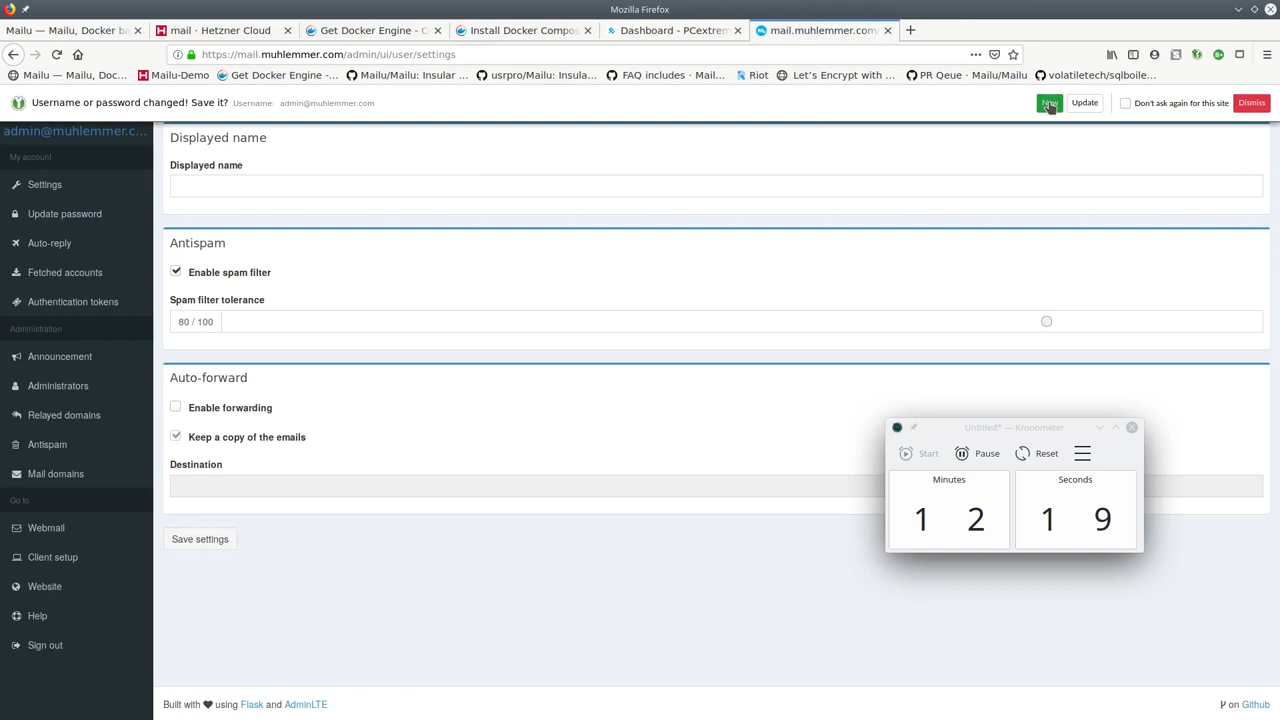 Mozilla Firefox
Mailu — Mailu, Docker ba
mail · Hetzner Cloud
Get Docker Engine - C
Install Docker Compos
Dashboard - PCextrem
mail.muhlemmer.com/
https://mail.muhlemmer.com/admin/ui/user/settings
Mailu — Mailu, Doc...
Mailu-Demo
Get Docker Engine -...
Mailu/Mailu: Insular ...
usrpro/Mailu: Insula...
FAQ includes · Mail...
Riot
Let's Encrypt with ...
PR Qeue · Mailu/Mailu
volatiletech/sqlboile...
Username or password changed! Save it?
Username: admin@muhlemmer.com
Update
Don't ask again for this site
Dismiss
admin@muhlemmer.c...
My account
Settings
Update password
Auto-reply
Fetched accounts
Authentication tokens
Administration
Announcement
Administrators
Relayed domains
Antispam
Mail domains
Go to
Webmail
Client setup
Website
Help
Sign out
Displayed name
Displayed name
Antispam
Enable spam filter
Spam filter tolerance
80 / 100
Auto-forward
Enable forwarding
Keep a copy of the emails
Destination
Save settings
Untitled* — Kronometer
Start
Pause
Reset
Minutes
Seconds
1 2
1 9
Built with ♥ using Flask and AdminLTE
on Github